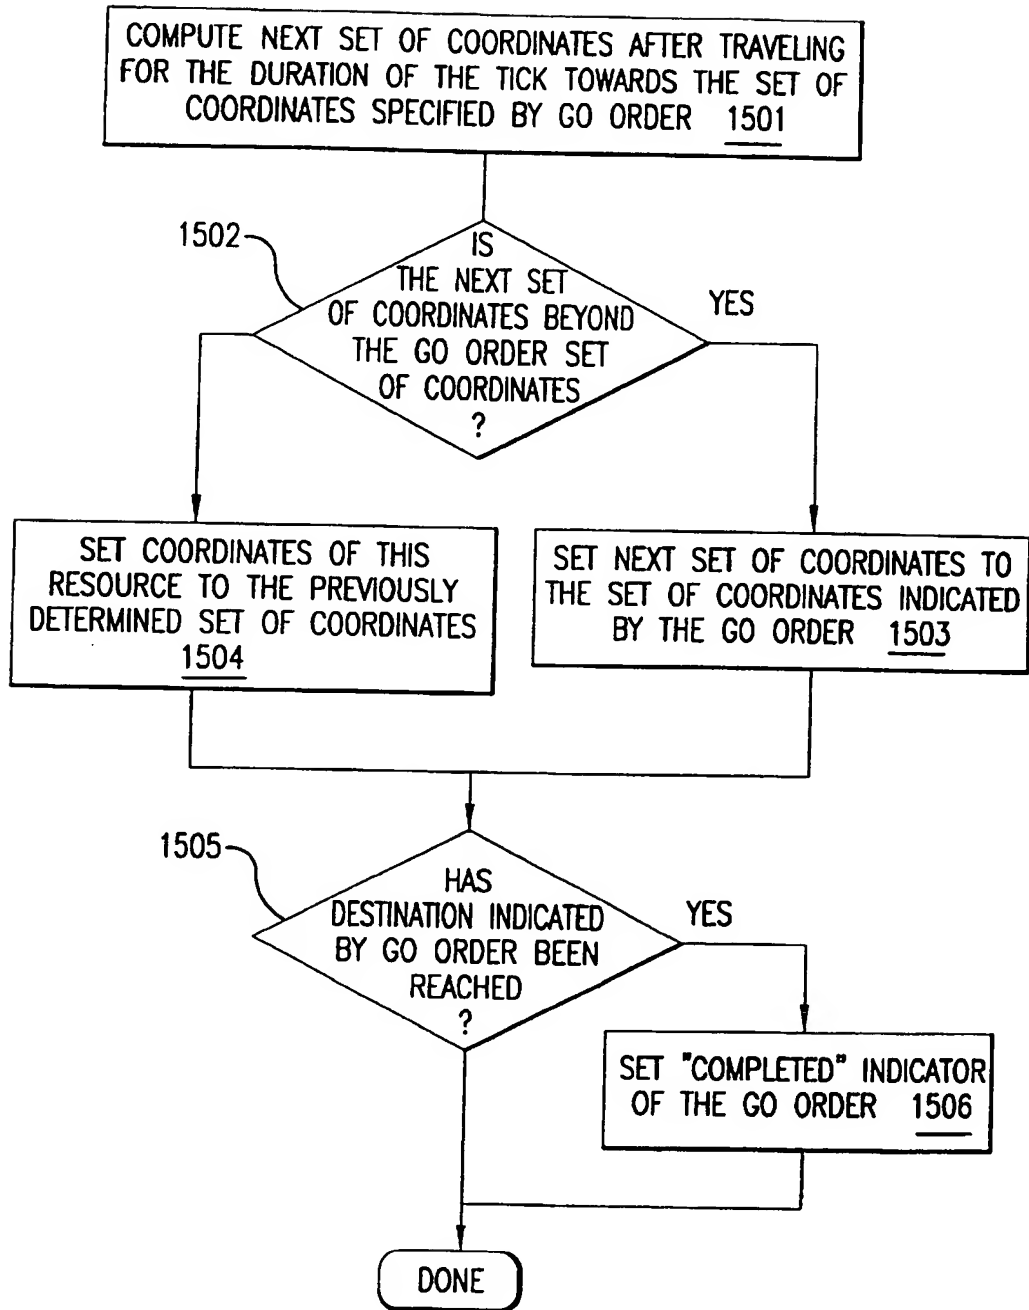 COMPUTE NEXT SET OF COORDINATES AFTER TRAVELING
FOR THE DURATION OF THE TICK TOWARDS THE SET OF
COORDINATES SPECIFIED BY GO ORDER 1501
1502
IS
THE NEXT SET
OF COORDINATES BEYOND
THE GO ORDER SET
OF COORDINATES
?
YES
SET COORDINATES OF THIS
RESOURCE TO THE PREVIOUSLY
DETERMINED SET OF COORDINATES
1504
SET NEXT SET OF COORDINATES TO
THE SET OF COORDINATES INDICATED
BY THE GO ORDER 1503
1505
HAS
DESTINATION INDICATED
BY GO ORDER BEEN
REACHED
?
YES
SET "COMPLETED" INDICATOR
OF THE GO ORDER 1506
DONE